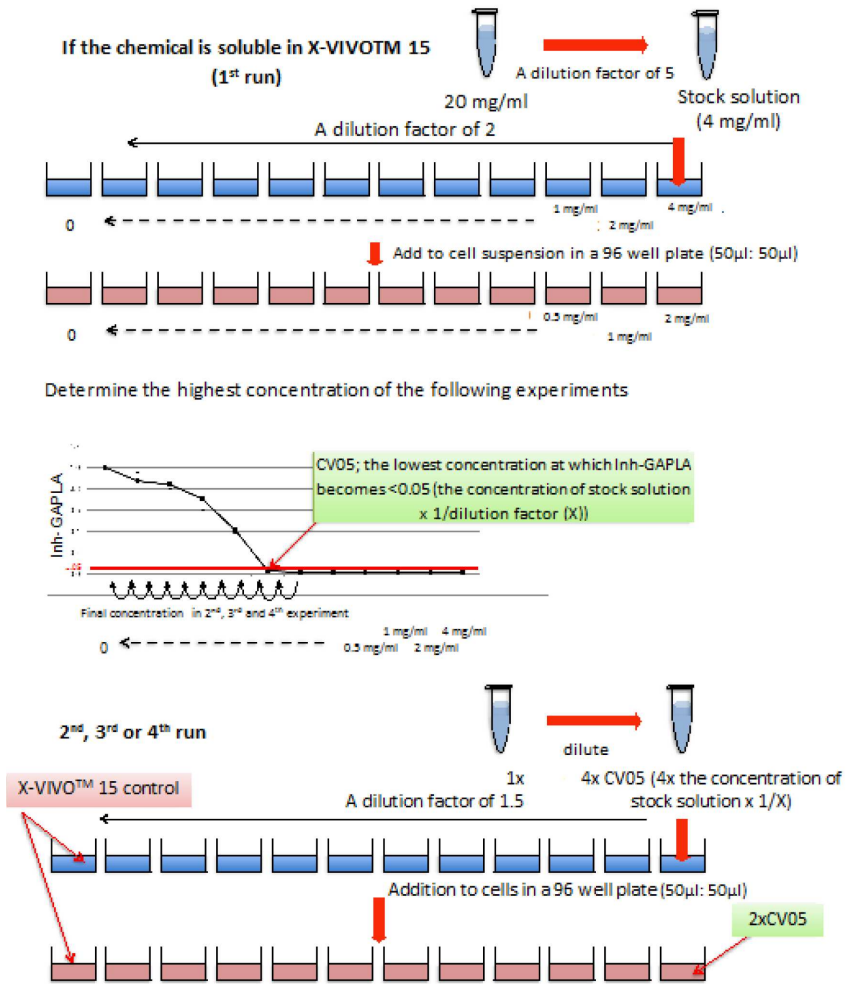 If the chemical is soluble in X-VIVOTM 15
(1st run)
20 mg/ml
A dilution factor of 5
Stock solution
(4 mg/ml)
A dilution factor of 2
0
1 mg/ml
2 mg/ml
4 mg/ml
Add to cell suspension in a 96 well plate (50µl: 50µl)
0
0.5 mg/ml
1 mg/ml
2 mg/ml
Determine the highest concentration of the following experiments
Inh- GAPLA
CV05; the lowest concentration at which Inh-GAPLA
becomes <0.05 (the concentration of stock solution
x 1/dilution factor (X))
Final concentration in 2nd, 3rd and 4th experiment
0
0.5 mg/ml
1 mg/ml
2 mg/ml
4 mg/ml
2nd, 3rd or 4th run
dilute
X-VIVOTM 15 control
1x
4x CV05 (4x the concentration of
stock solution x 1/X)
A dilution factor of 1.5
Addition to cells in a 96 well plate (50µl: 50µl)
2xCV05